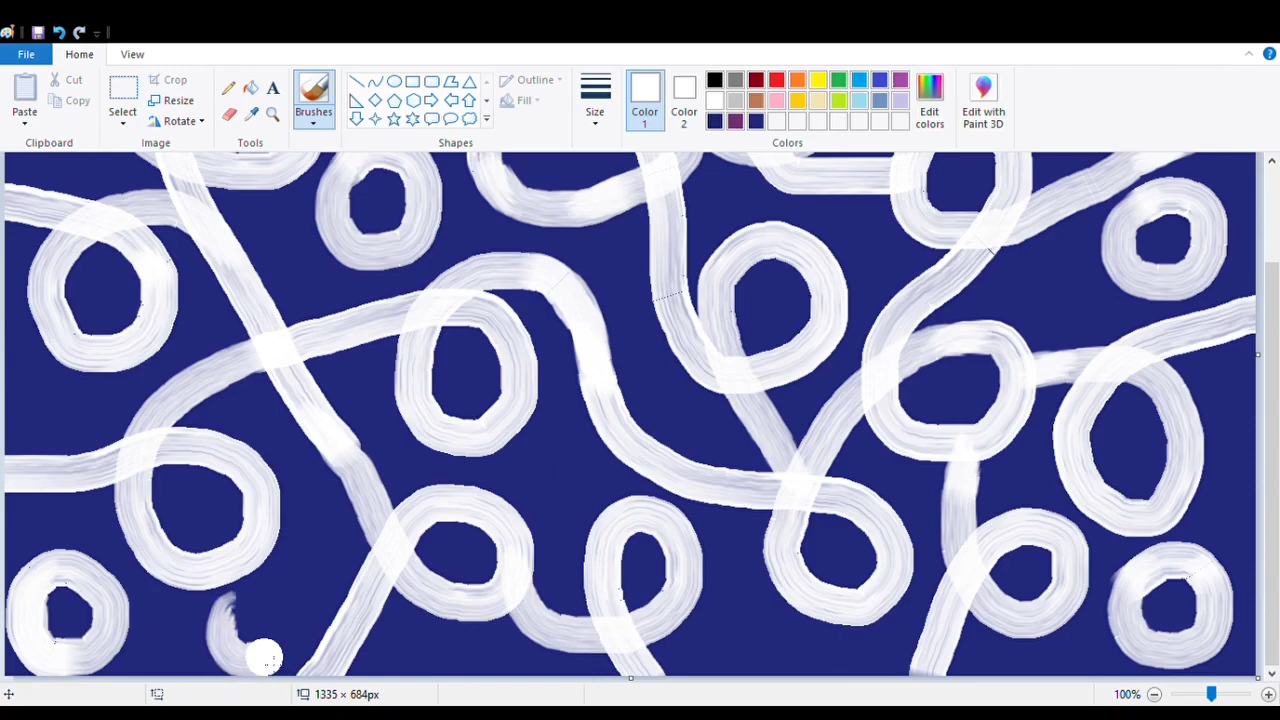 File Home View
Paste Cut Copy Select Crop Resize Rotate Brushes Outline Fill Size Color 1 Color 2 Edit colors Edit with Paint 3D
Clipboard Image Tools Shapes Colors
1335 × 684px 100%